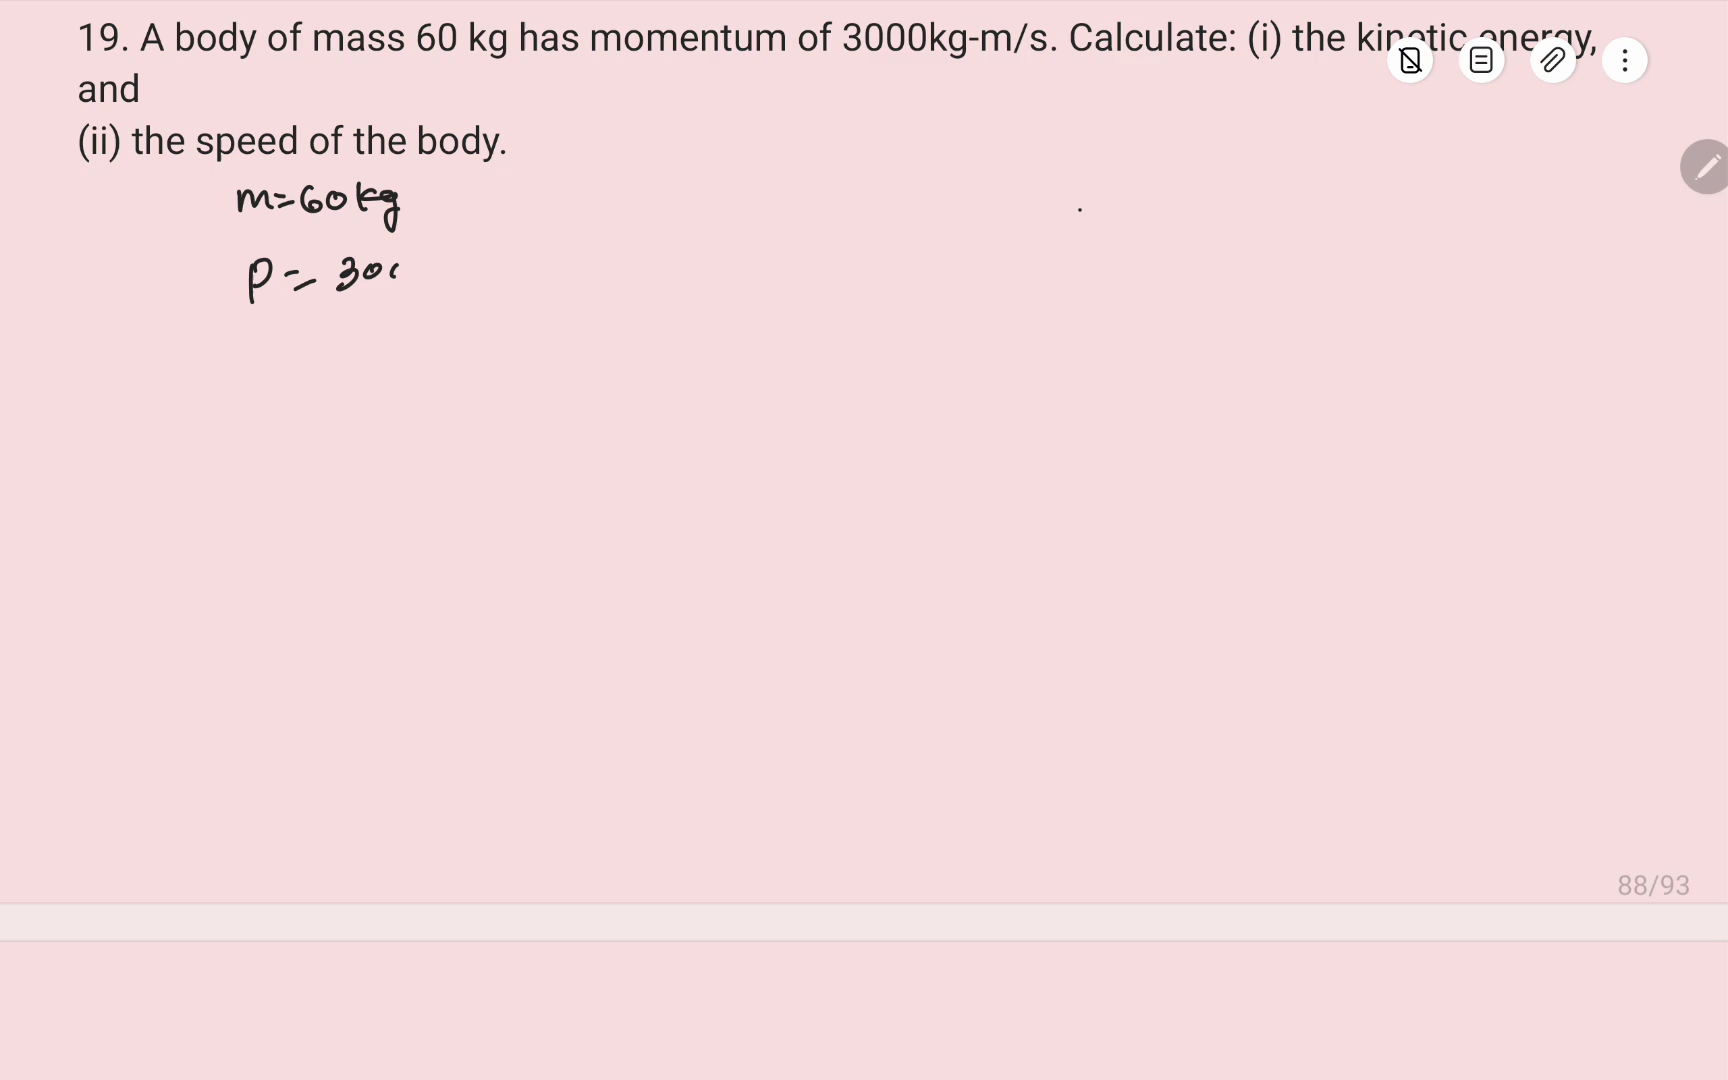 19. A body of mass 60 kg has momentum of 3000kg-m/s. Calculate: (i) the kinetic energy,
and
(ii) the speed of the body.
m=60kg
P = 300
88/93